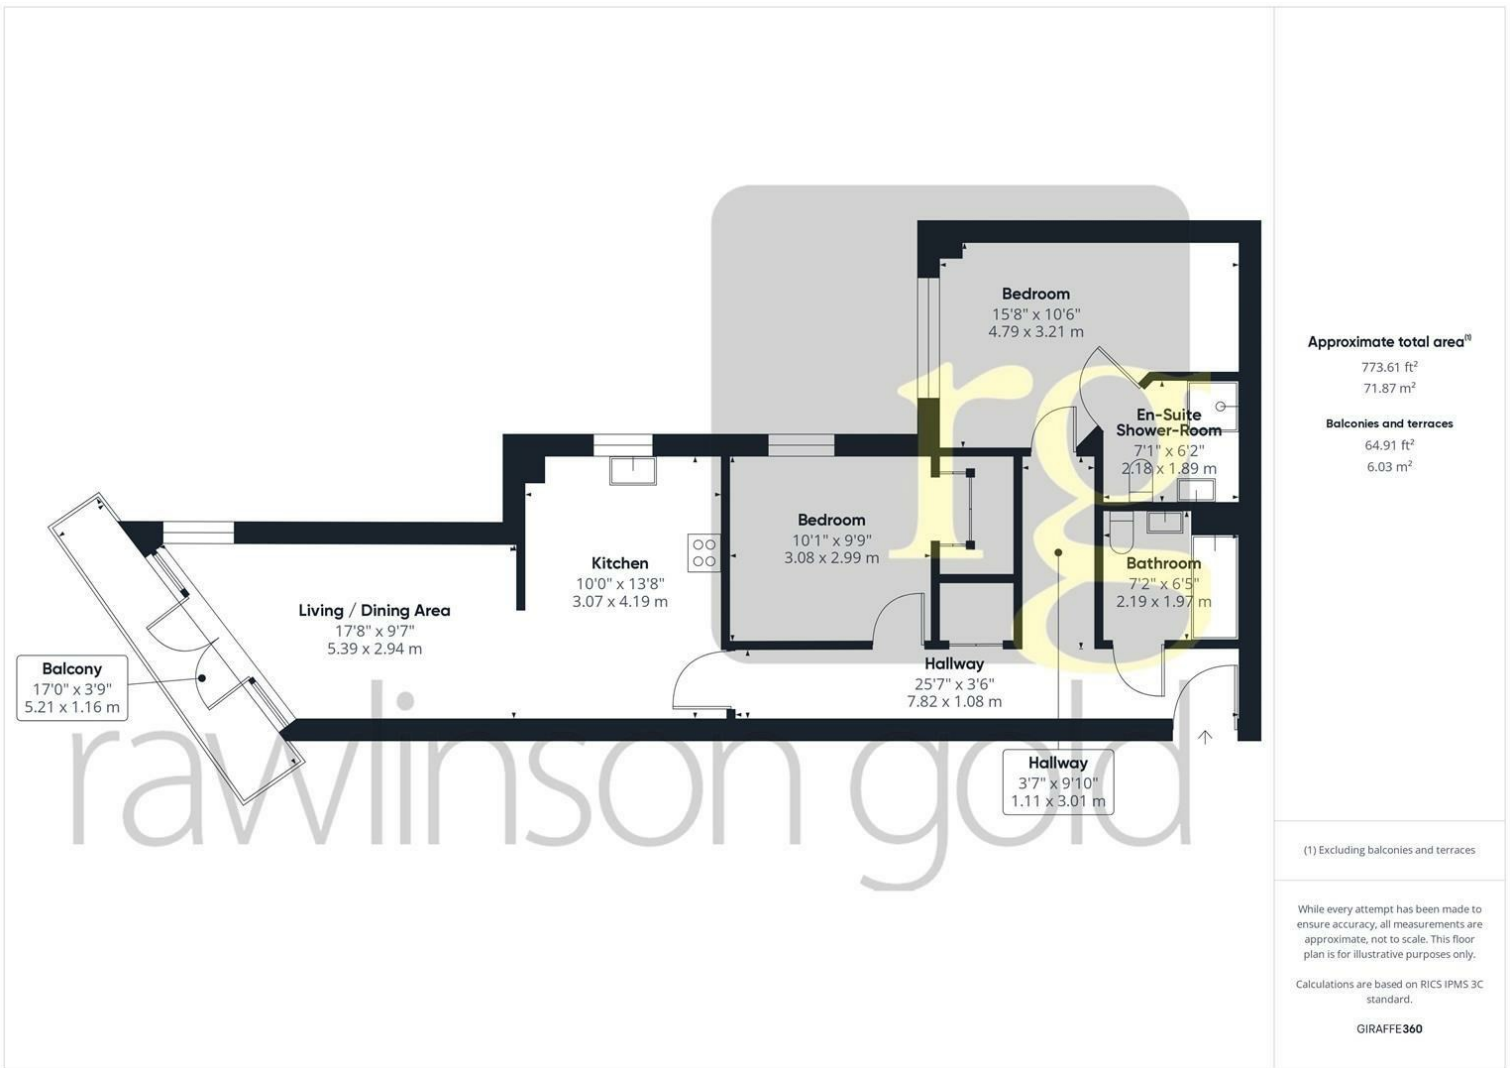 Bedroom
15'8" x 10'6"
4.79 x 3.21 m
En-Suite
Shower-Room
7'1" x 6'2"
2.18 x 1.89 m
Bedroom
10'1" x 9'9"
3.08 x 2.99 m
Kitchen
10'0" x 13'8"
3.07 x 4.19 m
Bathroom
7'2" x 6'5"
2.19 x 1.97 m
Living / Dining Area
17'8" x 9'7"
5.39 x 2.94 m
Balcony
17'0" x 3'9"
5.21 x 1.16 m
Hallway
25'7" x 3'6"
7.82 x 1.08 m
Hallway
3'7" x 9'10"
1.11 x 3.01 m
rg
rawlinson gold
Approximate total area(1)
773.61 ft²
71.87 m²
Balconies and terraces
64.91 ft²
6.03 m²
(1) Excluding balconies and terraces
While every attempt has been made to
ensure accuracy, all measurements are
approximate, not to scale. This floor
plan is for illustrative purposes only.
Calculations are based on RICS IPMS 3C
standard.
GIRAFFE360